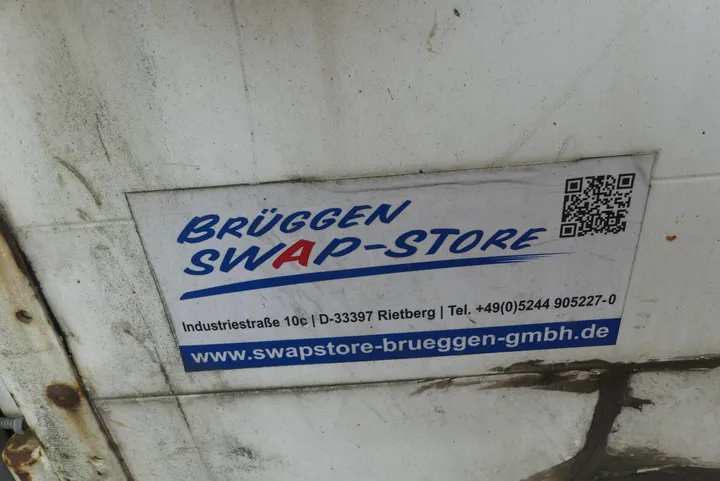 BRÜGGEN
SWAP-STORE
Industriestraße 10c | D-33397 Rietberg | Tel. +49(0)5244 905227-0
www.swapstore-brueggen-gmbh.de